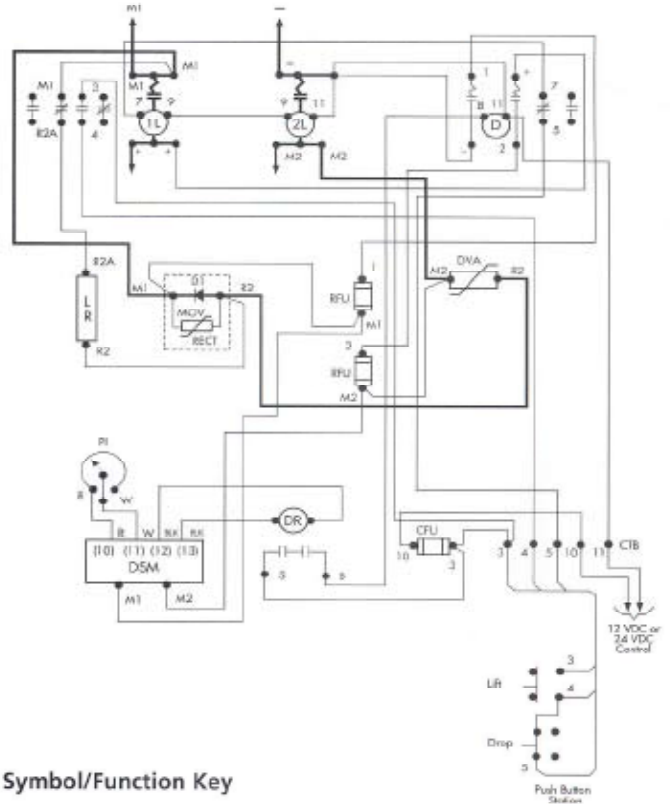 M1 –
M1 – 1 + 7
M1 3 M1 7 9 9 11 8 11
1L 2L D
R2A 4 + + M2 M2 – 2 5
R2A D1 1 DVA
M1 R2 M2 R2
LR MOV RFU
RECT M1
R2 3
RFU
M2
PI
R W
R W BLK BLK DR CFU
(10) (11) (12) (13) 10 3 3 4 5 10 11 CTB
DSM
M1 M2
12 VDC or
24 VDC
Control
3
Lift
4
Drop
5
Push Button
Station
Symbol/Function Key